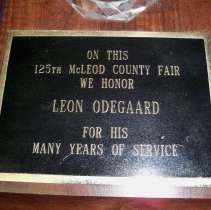 ON THIS
125TH McLEOD COUNTY FAIR
WE HONOR
LEON ODEGAARD
FOR HIS
MANY YEARS OF SERVICE